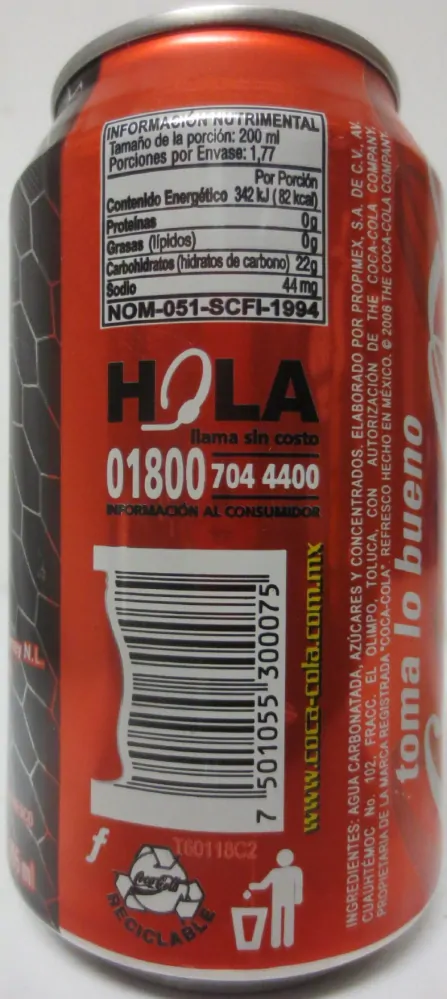 INFORMACIÓN NUTRIMENTAL
Tamaño de la porción: 200 ml
Porciones por Envase: 1,77
Por Porción
Contenido Energético 342 kJ (82 kcal)
Proteínas 0g
Grasas (lípidos) 0g
Carbohidratos (hidratos de carbono) 22g
Sodio 44 mg
NOM-051-SCFI-1994
HOLA
llama sin costo
01800 704 4400
INFORMACIÓN AL CONSUMIDOR
7 501055 300075
www.coca-cola.com.mx
T60118C2
Coca-Cola
RECICLABLE
INGREDIENTES: AGUA CARBONATADA, AZÚCARES Y CONCENTRADOS. ELABORADO POR PROPIMEX, S.A. DE C.V., AV.
CUAUHTÉMOC No. 102, FRACC. EL OLIMPO, TOLUCA, CON AUTORIZACIÓN DE THE COCA-COLA COMPANY,
PROPIETARIA DE LA MARCA REGISTRADA "COCA-COLA" REFRESCO HECHO EN MÉXICO. © 2006 THE COCA-COLA COMPANY.
toma lo bueno
N.L.
ml